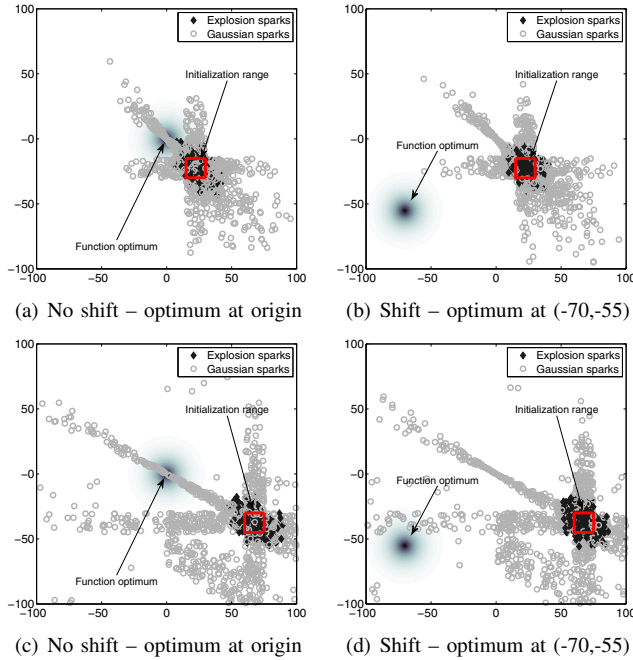 100
50
−0
−50
−100
−100
−50
0
50
100
Explosion sparks
Gaussian sparks
Initialization range
Function optimum
(a) No shift – optimum at origin
100
50
−0
−50
−100
−100
−50
0
50
100
Explosion sparks
Gaussian sparks
Initialization range
Function optimum
(b) Shift – optimum at (-70,-55)
100
50
−0
−50
−100
−100
−50
0
50
100
Explosion sparks
Gaussian sparks
Initialization range
Function optimum
(c) No shift – optimum at origin
100
50
−0
−50
−100
−100
−50
0
50
100
Explosion sparks
Gaussian sparks
Initialization range
Function optimum
(d) Shift – optimum at (-70,-55)